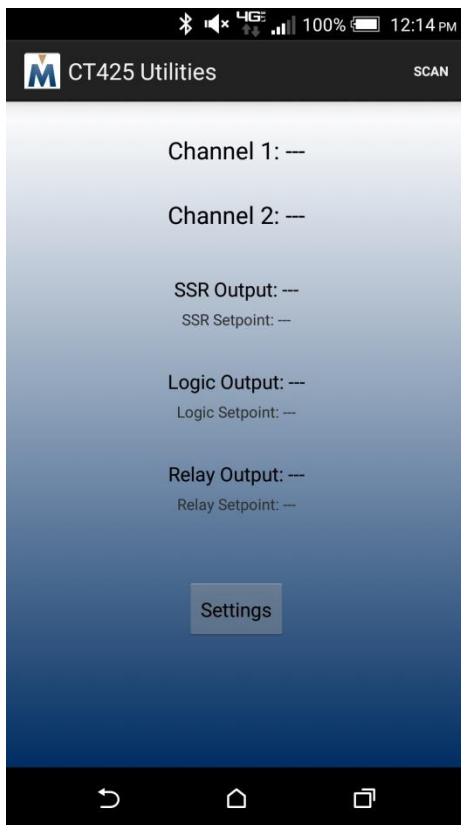 4G 100% 12:14 PM
M CT425 Utilities SCAN
Channel 1: ---
Channel 2: ---
SSR Output: ---
SSR Setpoint: ---
Logic Output: ---
Logic Setpoint: ---
Relay Output: ---
Relay Setpoint: ---
Settings